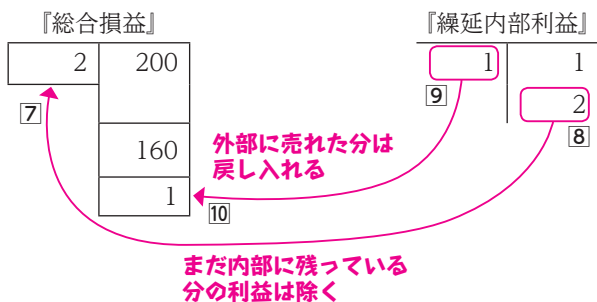 『総合損益』
『繰延内部利益』
2 200
1 1
7
9
2
8
160
外部に売れた分は
戻し入れる
1
10
まだ内部に残っている
分の利益は除く